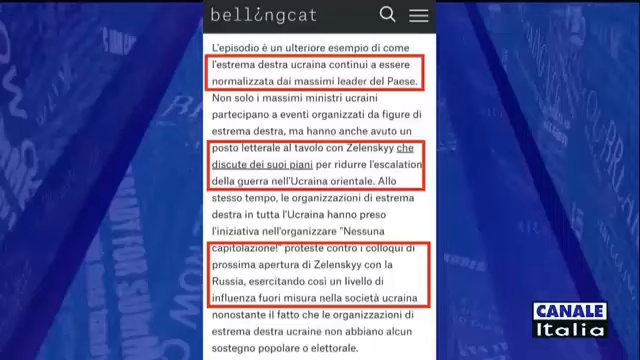 bellingcat
L'episodio è un ulteriore esempio di come
l'estrema destra ucraina continui a essere
normalizzata dai massimi leader del Paese.
Non solo i massimi ministri ucraini
partecipano a eventi organizzati da figure di
estrema destra, ma hanno anche avuto un
posto letterale al tavolo con Zelenskyy che
discute dei suoi piani per ridurre l'escalation
della guerra nell'Ucraina orientale. Allo
stesso tempo, le organizzazioni di estrema
destra in tutta l'Ucraina hanno preso
l'iniziativa nell'organizzare "Nessuna
capitolazione!" proteste contro i colloqui di
prossima apertura di Zelenskyy con la
Russia, esercitando così un livello di
influenza fuori misura nella società ucraina
nonostante il fatto che le organizzazioni di
estrema destra ucraine non abbiano alcun
sostegno popolare o elettorale.
CANALE
Italia